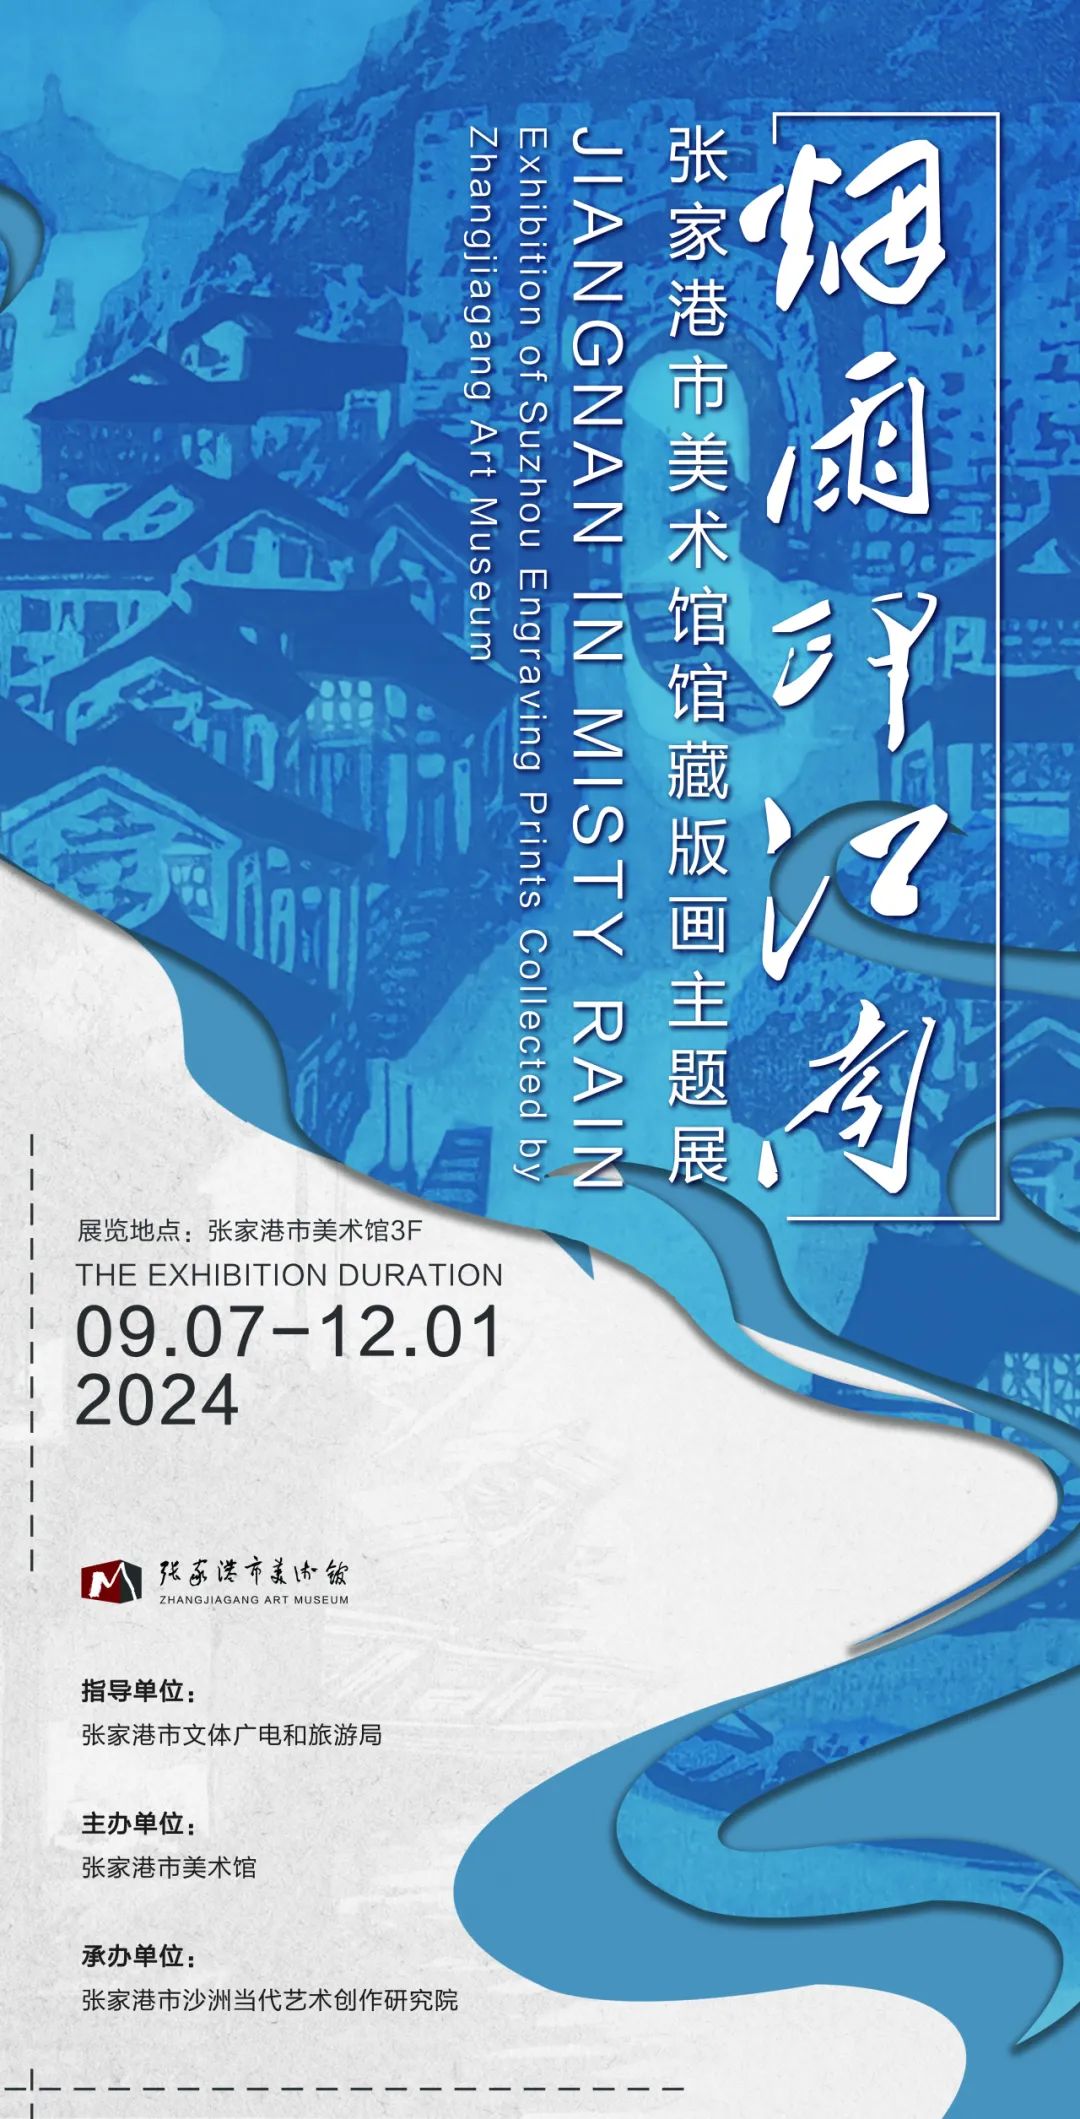 烟雨印江南
张家港市美术馆馆藏版画主题展
JIANGNAN IN MISTY RAIN
Exhibition of Suzhou Engraving Prints Collected by
Zhangjiagang Art Museum
展览地点：张家港市美术馆3F
THE EXHIBITION DURATION
09.07-12.01
2024
张家港市美术馆
ZHANGJIAGANG ART MUSEUM
指导单位：
张家港市文体广电和旅游局
主办单位：
张家港市美术馆
承办单位：
张家港市沙洲当代艺术创作研究院